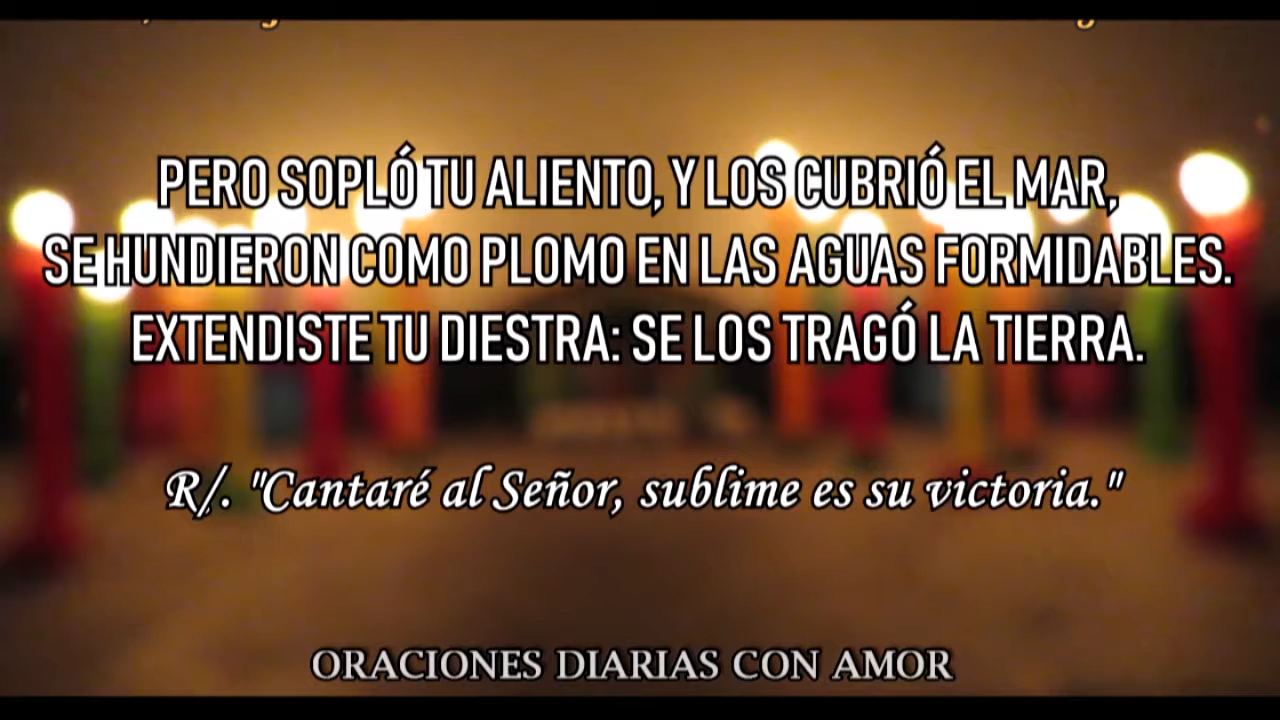 PERO SOPLÓ TU ALIENTO, Y LOS CUBRIÓ EL MAR,
SE HUNDIERON COMO PLOMO EN LAS AGUAS FORMIDABLES.
EXTENDISTE TU DIESTRA: SE LOS TRAGÓ LA TIERRA.
R/. "Cantaré al Señor, sublime es su victoria."
ORACIONES DIARIAS CON AMOR